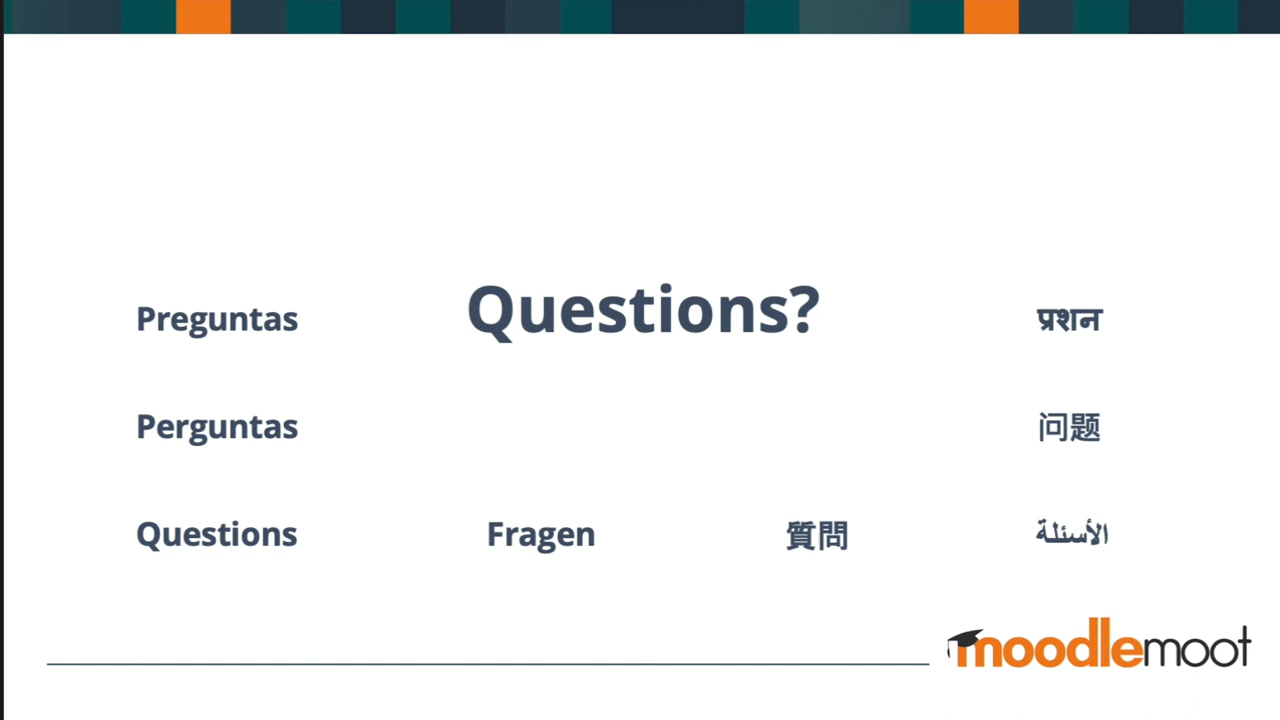 Questions?
Preguntas
प्रशन
Perguntas
问题
Questions
Fragen
質問
الأسئلة
moodlemoot